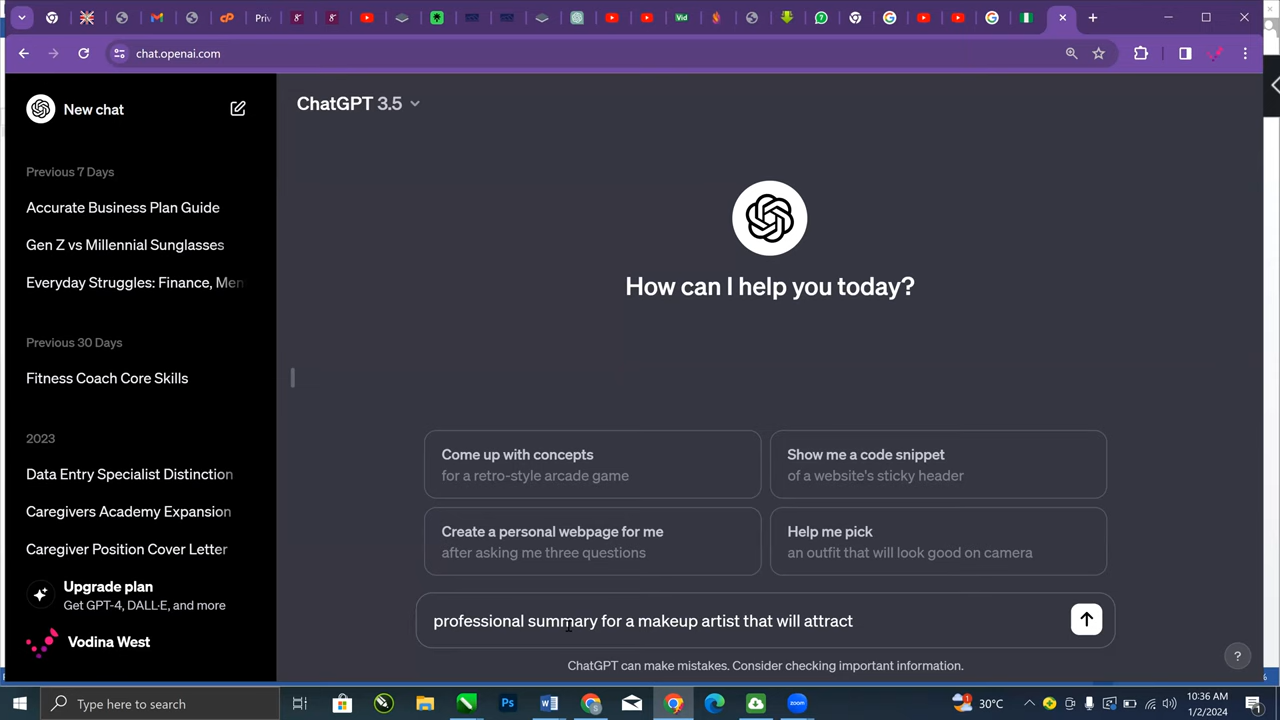 Priv
Vid
chat.openai.com
New chat
ChatGPT 3.5
Previous 7 Days
Accurate Business Plan Guide
Gen Z vs Millennial Sunglasses
Everyday Struggles: Finance, Men
Previous 30 Days
Fitness Coach Core Skills
2023
Data Entry Specialist Distinction
Caregivers Academy Expansion
Caregiver Position Cover Letter
Upgrade plan
Get GPT-4, DALL·E, and more
Vodina West
How can I help you today?
Come up with concepts
for a retro-style arcade game
Show me a code snippet
of a website's sticky header
Create a personal webpage for me
after asking me three questions
Help me pick
an outfit that will look good on camera
professional summary for a makeup artist that will attract
ChatGPT can make mistakes. Consider checking important information.
?
Type here to search
30°C
10:36 AM
1/2/2024